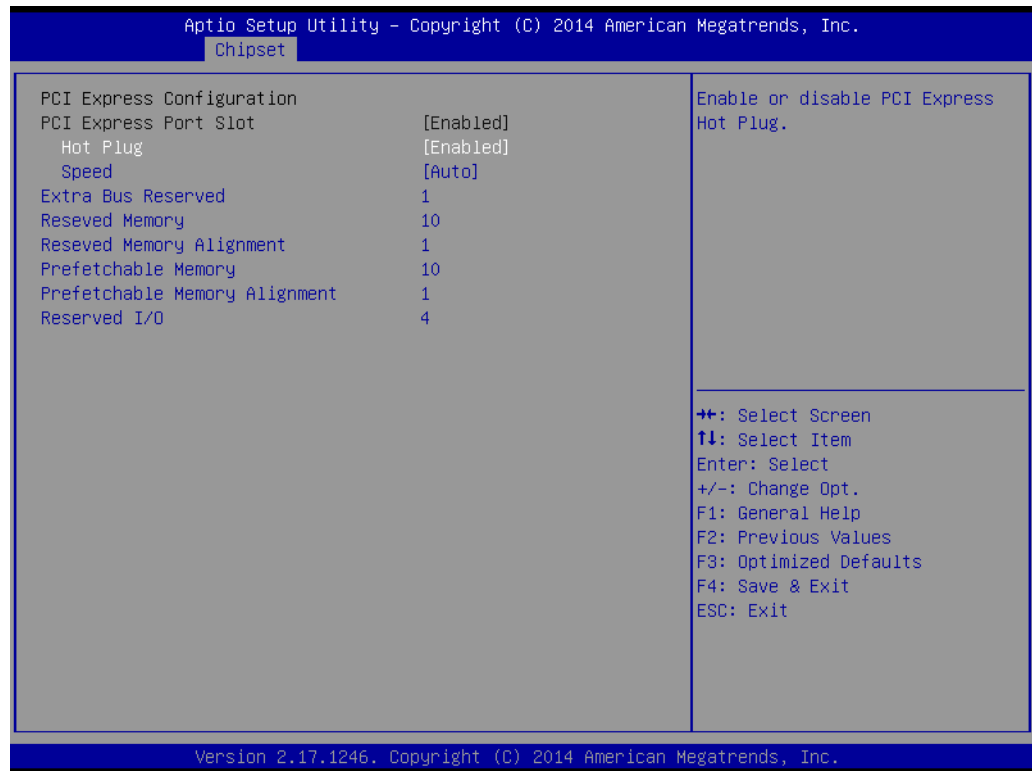 Aptio Setup Utility – Copyright (C) 2014 American Megatrends, Inc.
Chipset
PCI Express Configuration
PCI Express Port Slot [Enabled]
Hot Plug [Enabled]
Speed [Auto]
Extra Bus Reserved 1
Reseved Memory 10
Reseved Memory Alignment 1
Prefetchable Memory 10
Prefetchable Memory Alignment 1
Reserved I/O 4
Enable or disable PCI Express
Hot Plug.
→←: Select Screen
↑↓: Select Item
Enter: Select
+/-: Change Opt.
F1: General Help
F2: Previous Values
F3: Optimized Defaults
F4: Save & Exit
ESC: Exit
Version 2.17.1246. Copyright (C) 2014 American Megatrends, Inc.